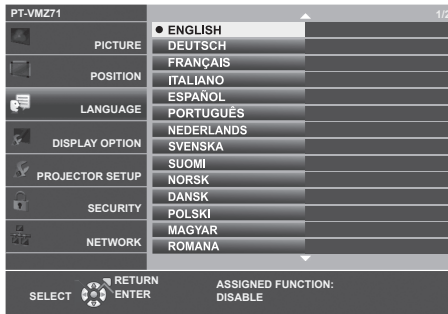 PT-VMZ71
1/2
PICTURE
POSITION
LANGUAGE
DISPLAY OPTION
PROJECTOR SETUP
SECURITY
NETWORK
ENGLISH
DEUTSCH
FRANÇAIS
ITALIANO
ESPAÑOL
PORTUGUÊS
NEDERLANDS
SVENSKA
SUOMI
NORSK
DANSK
POLSKI
MAGYAR
ROMANA
SELECT
RETURN
ENTER
ASSIGNED FUNCTION:
DISABLE